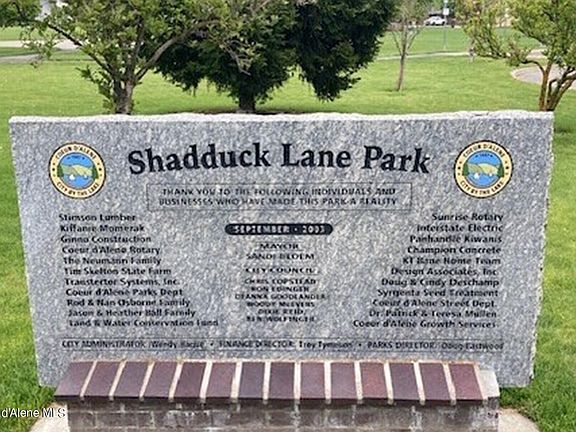 Shadduck Lane Park
COEUR D'ALENE
CITY BY THE LAKE
COEUR D'ALENE
CITY BY THE LAKE
THANK YOU TO THE FOLLOWING INDIVIDUALS AND
BUSINESSES WHO HAVE MADE THIS PARK A REALITY
Stimson Lumber
Kiffanie Momerak
Ginno Construction
Coeur d'Alene Rotary
The Neumann Family
Tim Skelton State Farm
Transtector Systems, Inc.
Coeur d'Alene Parks Dept.
Rod & Nan Osborne Family
Jason & Heather Ball Family
Land & Water Conservation Fund
SEPTEMBER • 2003
MAYOR
SANDI BLOEM
CITY COUNCIL
CHRIS COPSTEAD
RON EDINGER
DEANNA GOODLANDER
WOODY McEVERS
DIXIE REID
BEN WOLFINGER
Sunrise Rotary
Interstate Electric
Panhandle Kiwanis
Champion Concrete
KT Bane Home Team
Design Associates, Inc.
Doug & Cindy Deschamp
Syrgenta Seed Treatment
Coeur d'Alene Street Dept.
Dr. Patrick & Teresa Mullen
Coeur d'Alene Growth Services
CITY ADMINISTRATOR: Wendy Gabriel • FINANCE DIRECTOR: Troy Tymesen • PARKS DIRECTOR: Doug Eastwood
d'Alene MLS